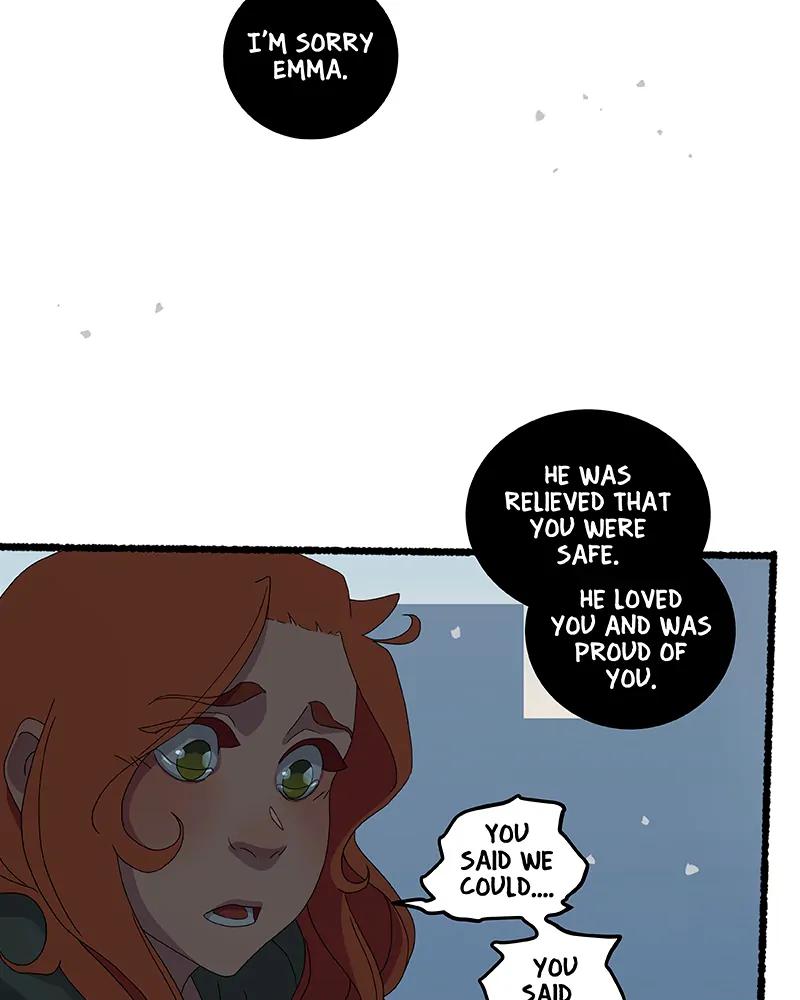 I'M SORRY
EMMA.
HE WAS
RELIEVED THAT
YOU WERE
SAFE.
HE LOVED
YOU AND WAS
PROUD OF
YOU.
YOU
SAID WE
COULD....
YOU
SAID